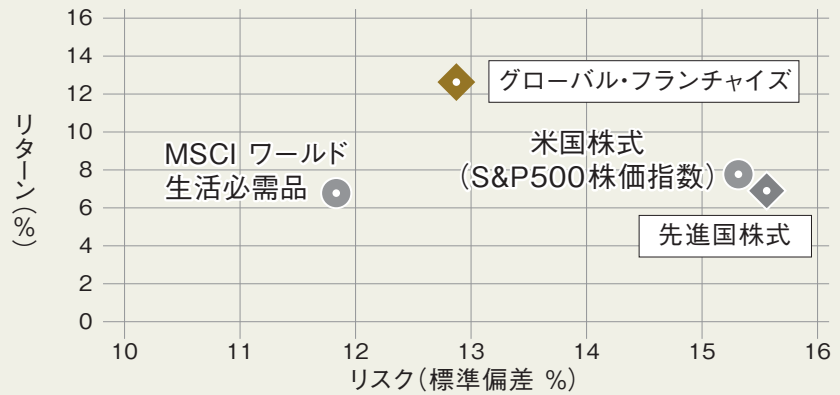 16
14
12
10
8
6
4
2
0
リターン(%)
グローバル・フランチャイズ
MSCI ワールド
生活必需品
米国株式
(S&P500株価指数)
先進国株式
10 11 12 13 14 15 16
リスク(標準偏差 %)